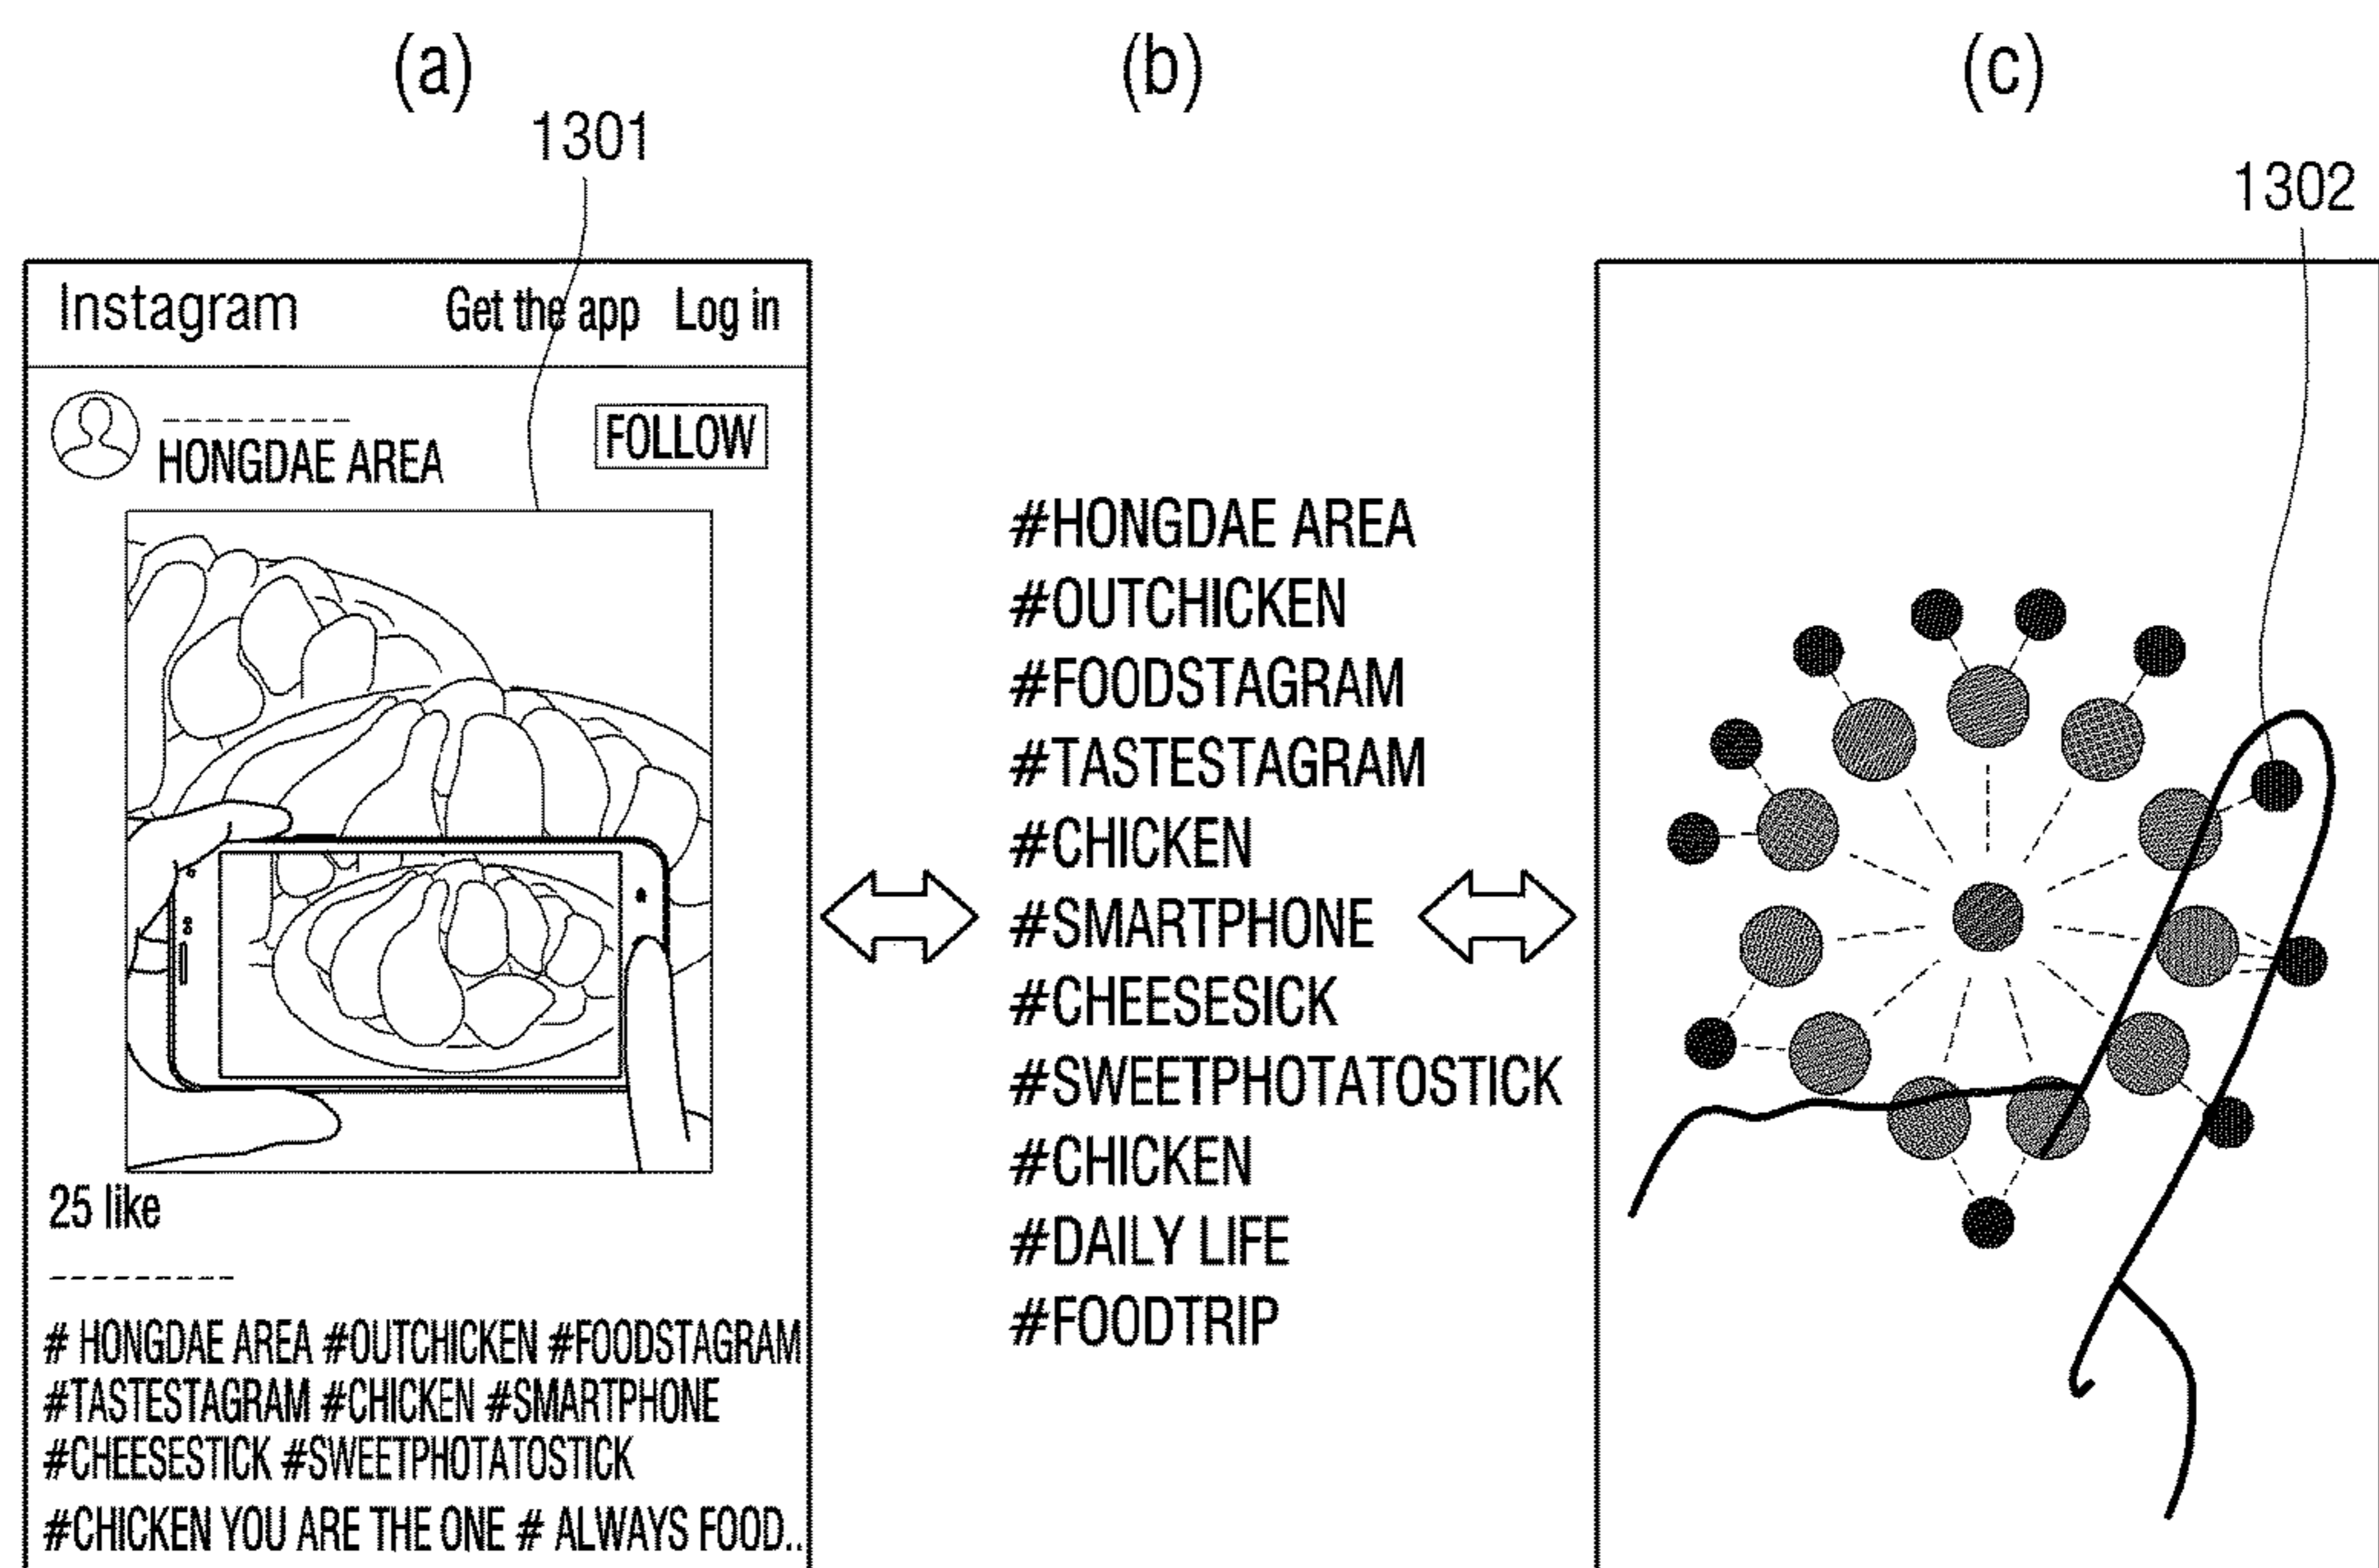 (a)
(b)
(c)
1301
1302
Instagram Get the app Log in
HONGDAE AREA
FOLLOW
25 like
# HONGDAE AREA #OUTCHICKEN #FOODSTAGRAM
#TASTESTAGRAM #CHICKEN #SMARTPHONE
#CHEESESTICK #SWEETPHOTATOSTICK
#CHICKEN YOU ARE THE ONE # ALWAYS FOOD..
#HONGDAE AREA
#OUTCHICKEN
#FOODSTAGRAM
#TASTESTAGRAM
#CHICKEN
#SMARTPHONE
#CHEESESICK
#SWEETPHOTATOSTICK
#CHICKEN
#DAILY LIFE
#FOODTRIP